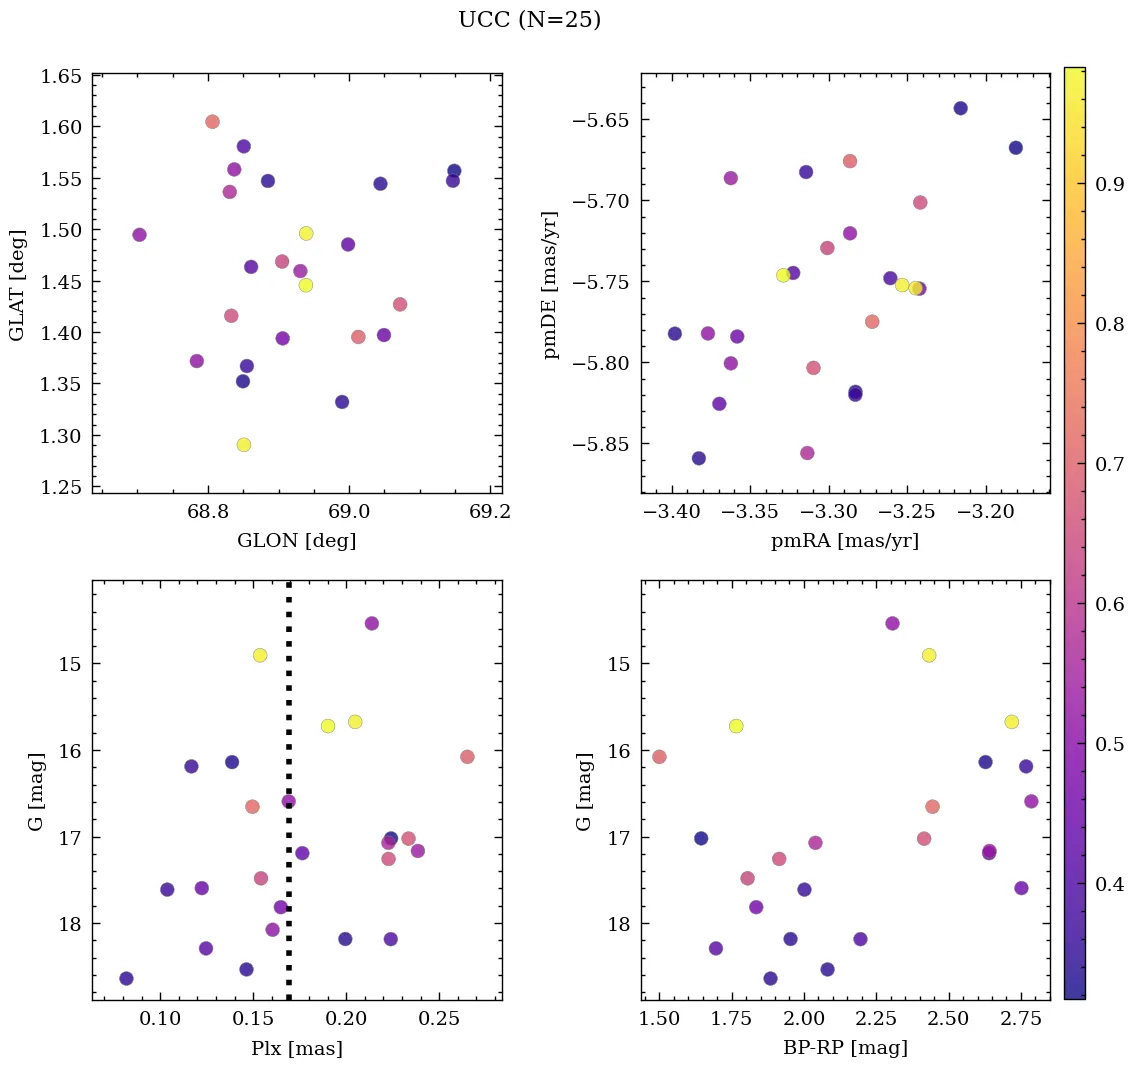 UCC (N=25)
1.65
1.60
1.55
1.50
1.45
1.40
1.35
1.30
1.25
GLAT [deg]
68.8 69.0 69.2
GLON [deg]
−5.65
−5.70
−5.75
−5.80
−5.85
pmDE [mas/yr]
−3.40 −3.35 −3.30 −3.25 −3.20
pmRA [mas/yr]
15
16
17
18
G [mag]
0.10 0.15 0.20 0.25
Plx [mas]
15
16
17
18
G [mag]
1.50 1.75 2.00 2.25 2.50 2.75
BP-RP [mag]
0.9
0.8
0.7
0.6
0.5
0.4